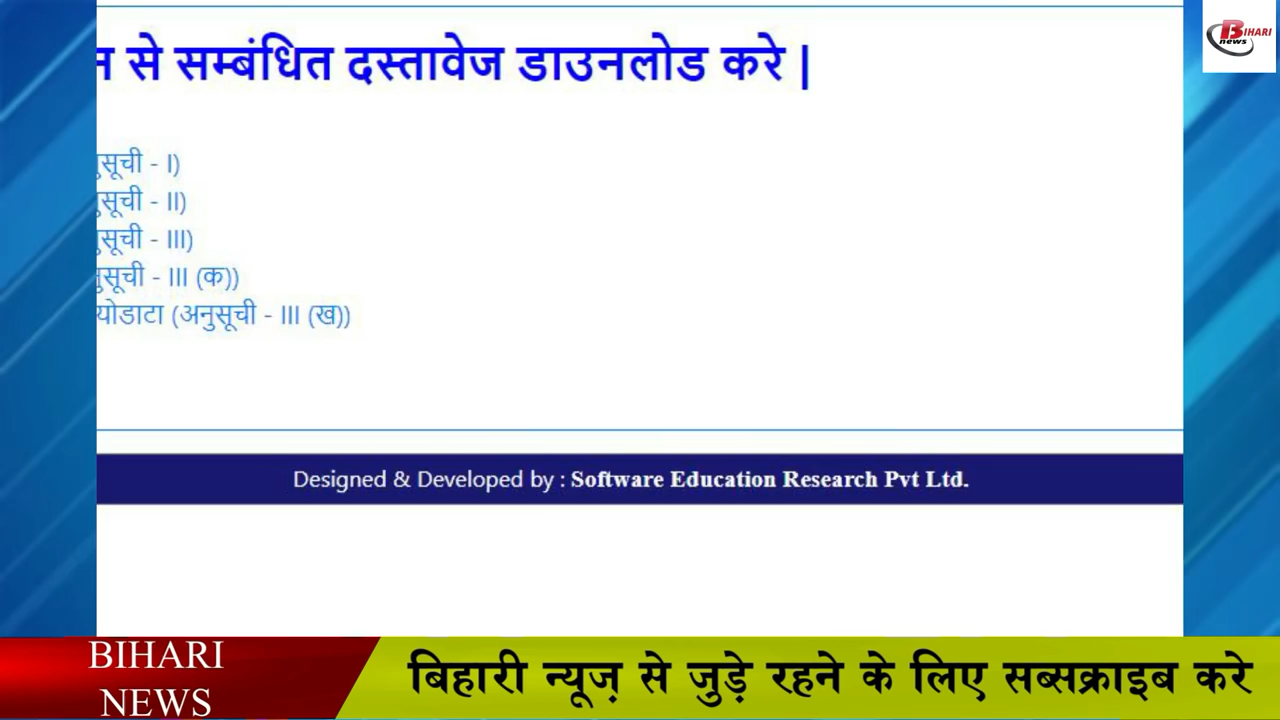 BIHARI
news
से सम्बंधित दस्तावेज डाउनलोड करे |
- I)
- II)
- III)
- III (क))
(अनुसूची - III (ख))
Designed & Developed by : Software Education Research Pvt Ltd.
BIHARI
NEWS
बिहारी न्यूज़ से जुड़े रहने के लिए सब्सक्राइब करे